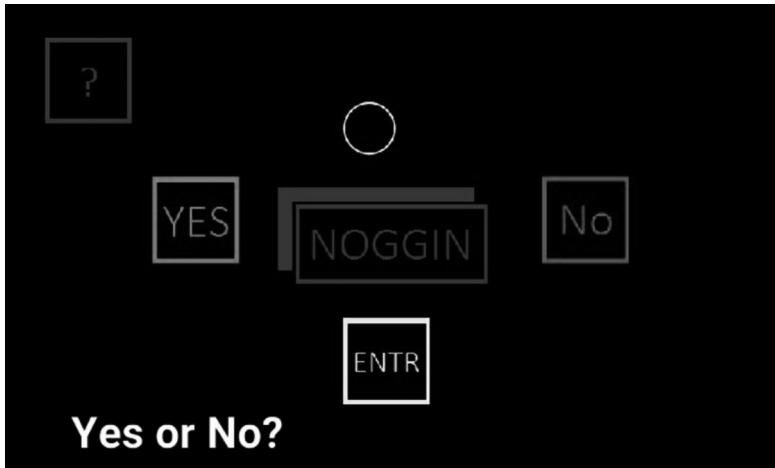 ?
YES
NOGGIN
No
ENTR
Yes or No?